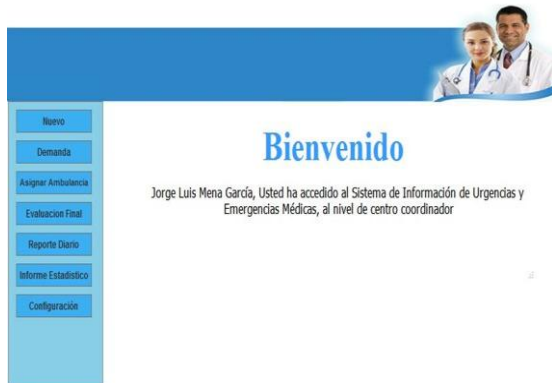 Nuevo
Demanda
Asignar Ambulancia
Evaluacion Final
Reporte Diario
Informe Estadistico
Configuración
Bienvenido
Jorge Luis Mena García, Usted ha accedido al Sistema de Información de Urgencias y
Emergencias Médicas, al nivel de centro coordinador